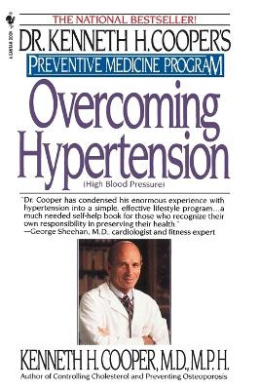 THE NATIONAL BESTSELLER!
DR. KENNETH H. COOPER'S
PREVENTIVE MEDICINE PROGRAM
Overcoming
Hypertension
(High Blood Pressure)
"Dr. Cooper has condensed his enormous experience with
hypertension into a simple, effective lifestyle program...a
much needed self-help book for those who recognize their
own responsibility in preserving their health."
—George Sheehan, M.D., cardiologist and fitness expert
KENNETH H. COOPER, M.D., M.P.H.
Author of Controlling Cholesterol and Preventing Osteoporosis